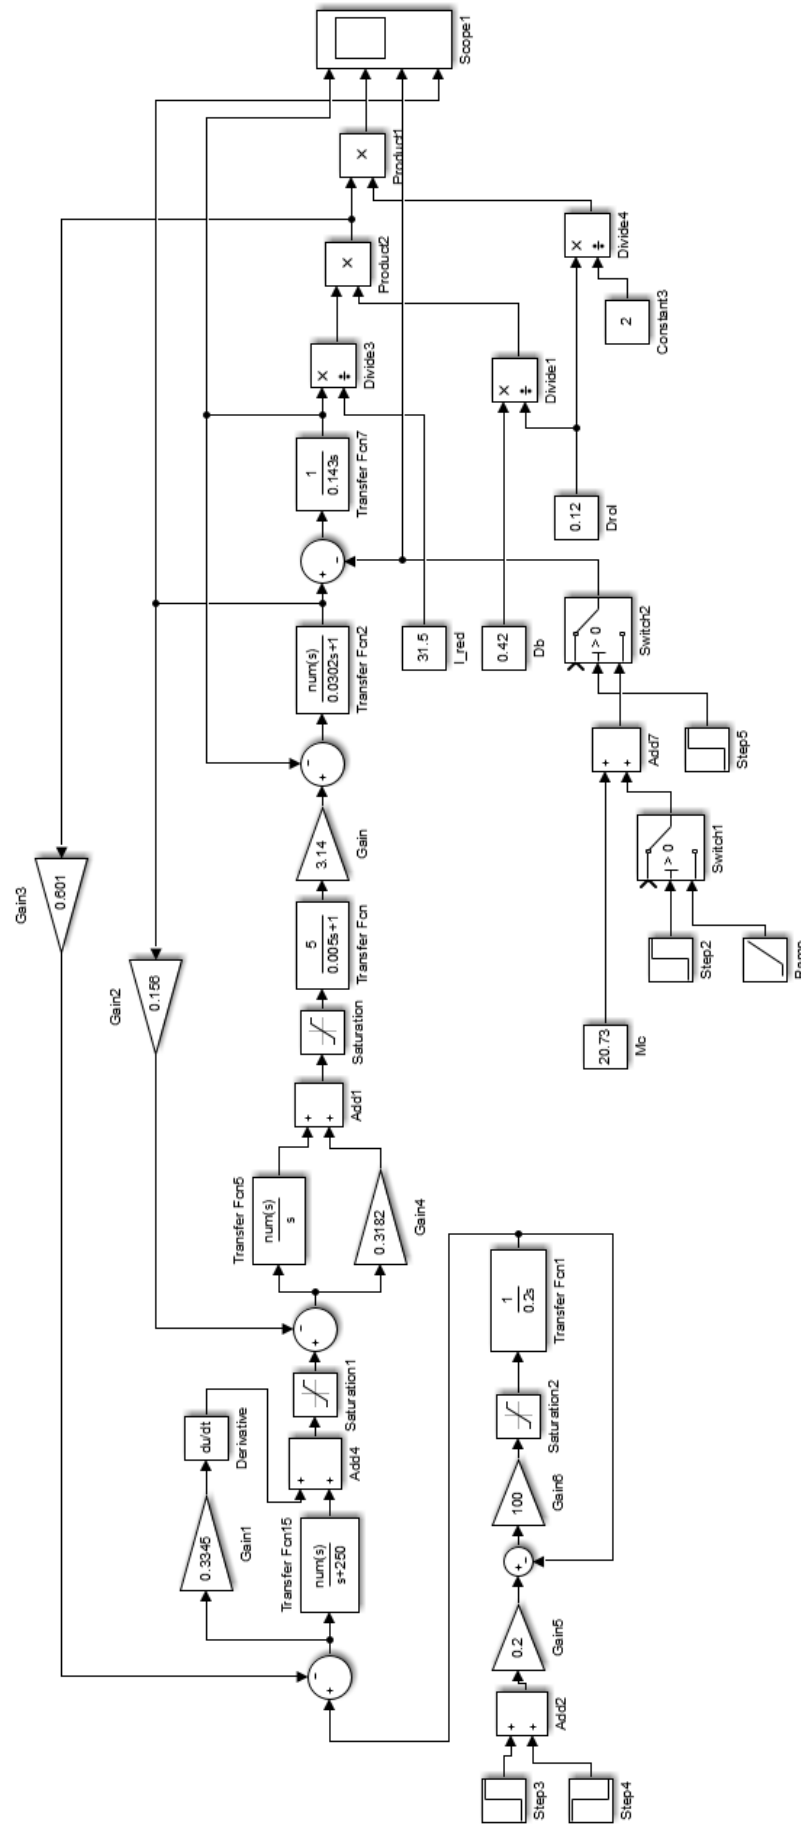 Scope1
×
Product1
×
Product2
×
÷
Divide3
×
÷
Divide1
×
÷
Divide4
2
Constant3
0.12
Drol
0.42
Db
31.5
I_red
1
0.143s
Transfer Fcn7
+
-
num(s)
0.0302s+1
Transfer Fcn2
-
+
3.14
Gain
5
0.005s+1
Transfer Fcn
Saturation
+
+
Add1
num(s)
s
Transfer Fcn5
0.3182
Gain4
0.601
Gain3
0.156
Gain2
-
+
Saturation1
du/dt
Derivative
+
+
Add4
0.3345
Gain1
num(s)
s+250
Transfer Fcn15
-
+
> 0
Switch2
+
+
Add7
Step5
> 0
Switch1
Step2
Ramp
20.73
Mc
1
0.2s
Transfer Fcn1
Saturation2
100
Gain6
+
-
0.2
Gain5
+
+
Add2
Step3
Step4